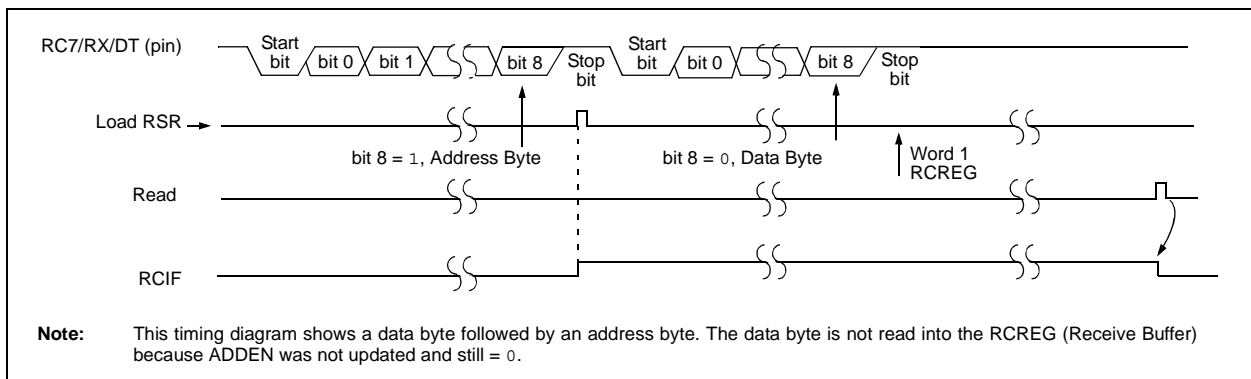 RC7/RX/DT (pin)
Start
bit
bit 0
bit 1
bit 8
Stop
bit
Start
bit
bit 0
bit 8
Stop
bit
Load RSR
bit 8 = 1, Address Byte
bit 8 = 0, Data Byte
Word 1
RCREG
Read
RCIF
Note: This timing diagram shows a data byte followed by an address byte. The data byte is not read into the RCREG (Receive Buffer)
because ADDEN was not updated and still = 0.